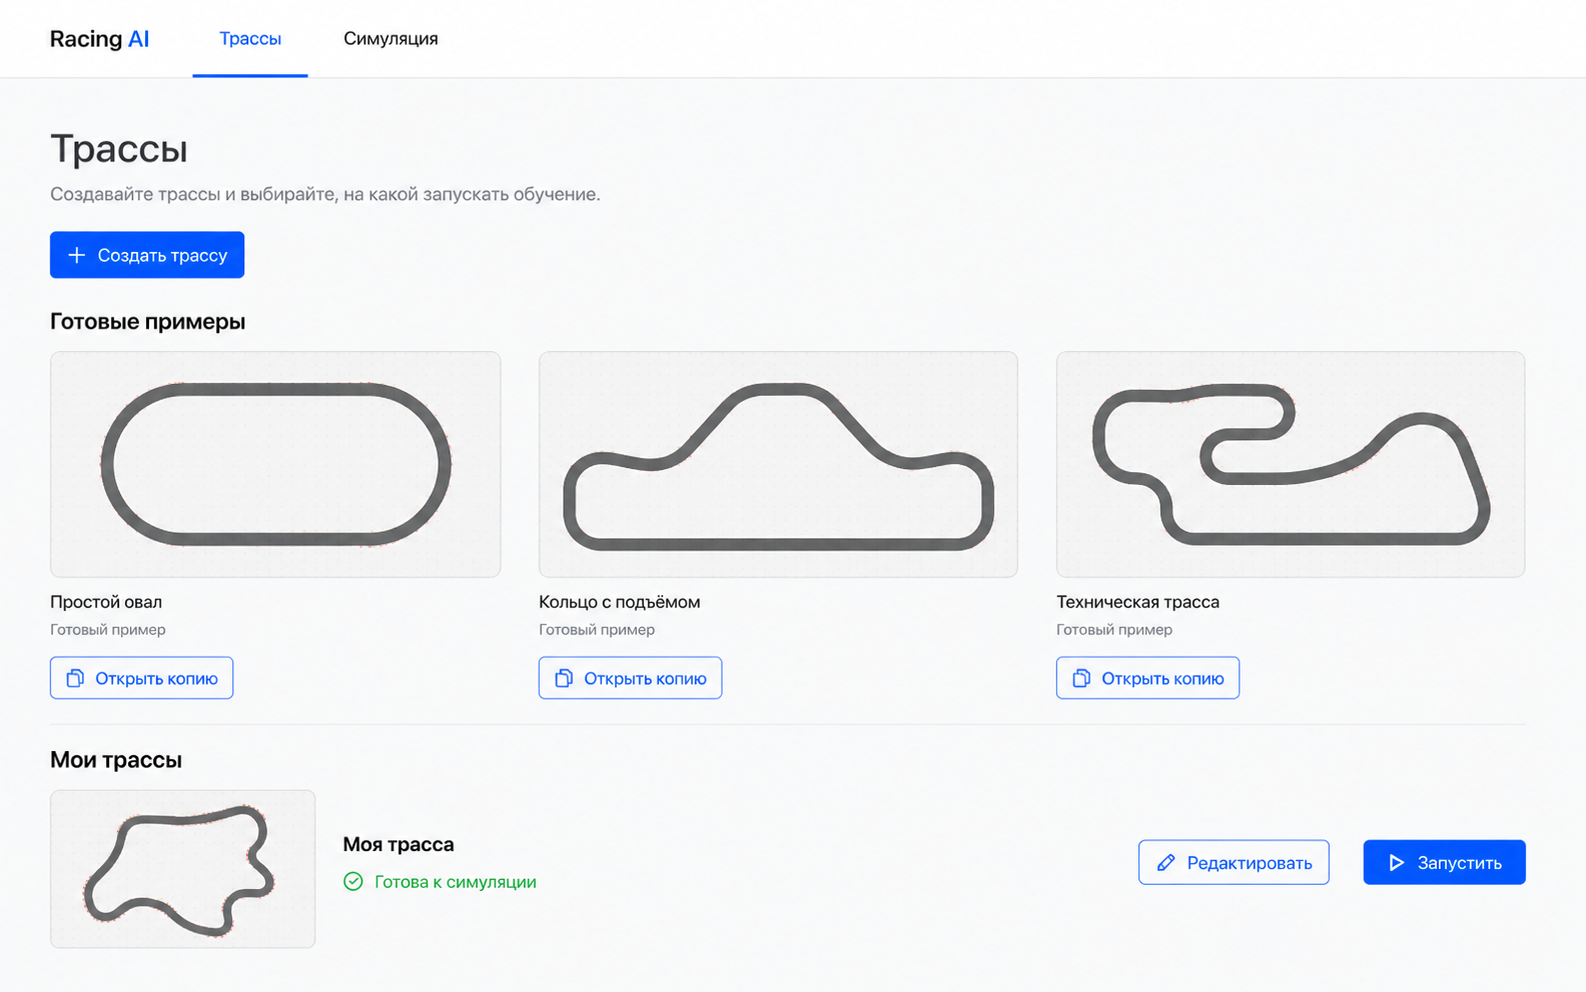 Racing AI
Трассы
Симуляция
Трассы
Создавайте трассы и выбирайте, на какой запускать обучение.
Создать трассу
Готовые примеры
Простой овал
Готовый пример
Открыть копию
Кольцо с подъёмом
Готовый пример
Открыть копию
Техническая трасса
Готовый пример
Открыть копию
Мои трассы
Моя трасса
Готова к симуляции
Редактировать
Запустить